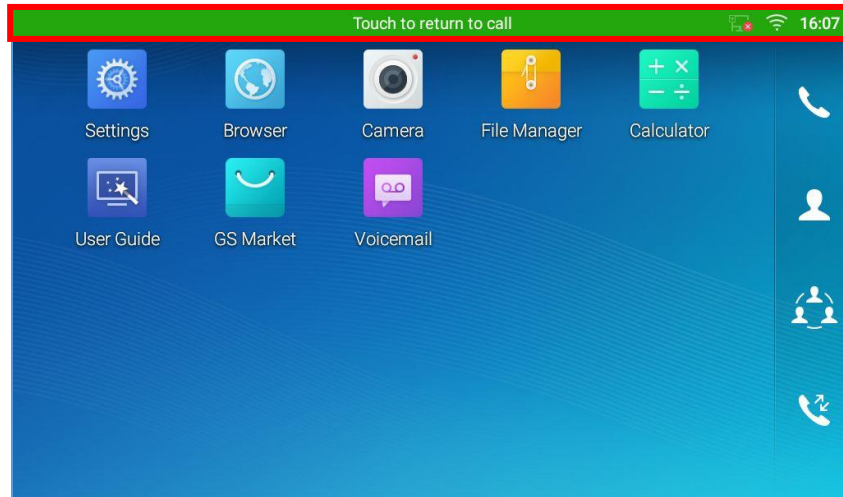 Touch to return to call 16:07
Settings Browser Camera File Manager Calculator
User Guide GS Market Voicemail